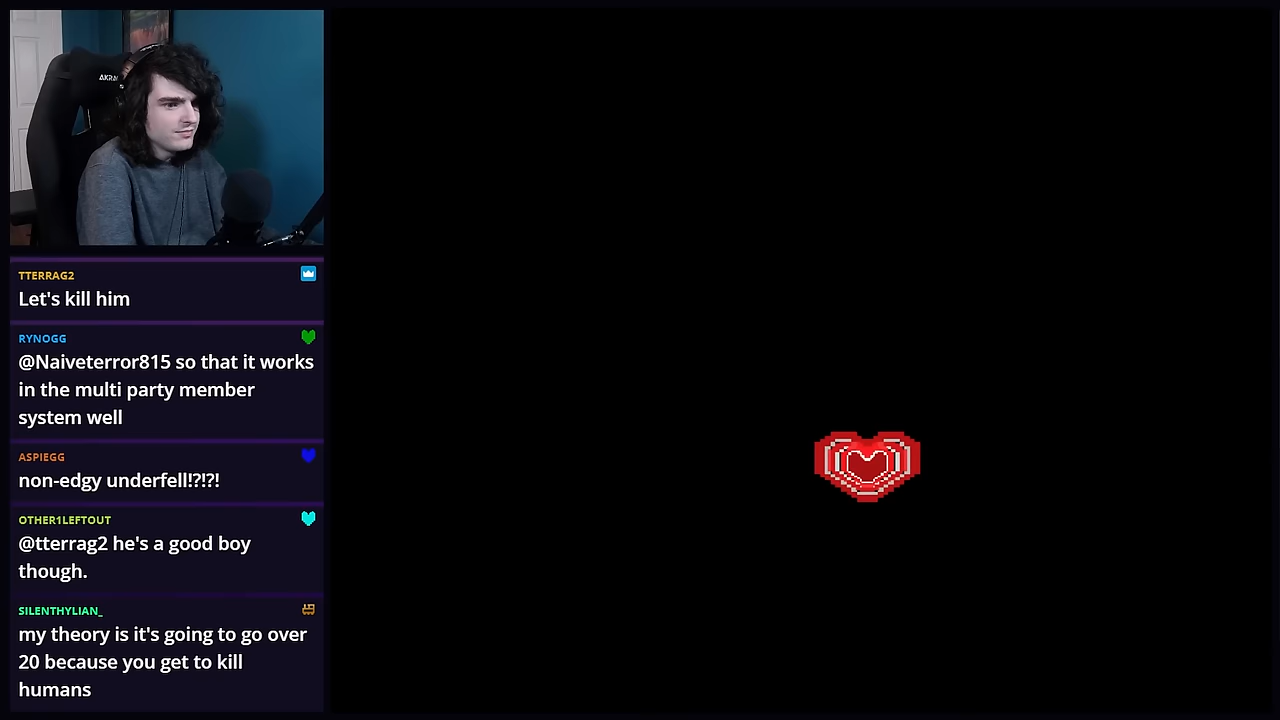 AKRA
TTERRAG2
Let's kill him
RYNOGG
@Naiveterror815 so that it works
in the multi party member
system well
ASPIEGG
non-edgy underfell!?!?!
OTHER1LEFTOUT
@tterrag2 he's a good boy
though.
SILENTHYLIAN_
my theory is it's going to go over
20 because you get to kill
humans